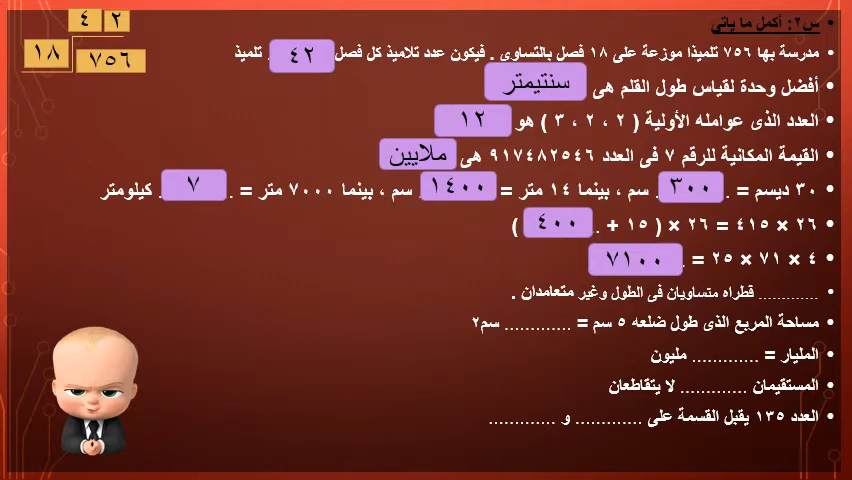 س٢: أكمل ما يأتي
٤ ٢
١٨ ٧٥٦
مدرسة بها ٧٥٦ تلميذا موزعة على ١٨ فصل بالتساوى . فيكون عدد تلاميذ كل فصل ٤٢ . تلميذ
أفضل وحدة لقياس طول القلم هى سنتيمتر
العدد الذى عوامله الأولية ( ٢ ، ٢ ، ٣ ) هو ١٢
القيمة المكانية للرقم ٧ فى العدد ٩١٧٤٨٢٥٤٦ هى ملايين
٣٠ ديسم = . ٣٠٠ . سم ، بينما ١٤ متر = ١٤٠٠ . سم ، بينما ٧٠٠٠ متر = . ٧ . كيلومتر
٢٦ × ٤١٥ = ٢٦ × ( ١٥ + . ٤٠٠ )
٤ × ٧١ × ٢٥ = . ٧١٠٠
............. قطراه متساويان فى الطول وغير متعامدان .
مساحة المربع الذى طول ضلعه ٥ سم = ............. سم٢
المليار = ............. مليون
المستقيمان ............. لا يتقاطعان
العدد ١٣٥ يقبل القسمة على ............. و .............